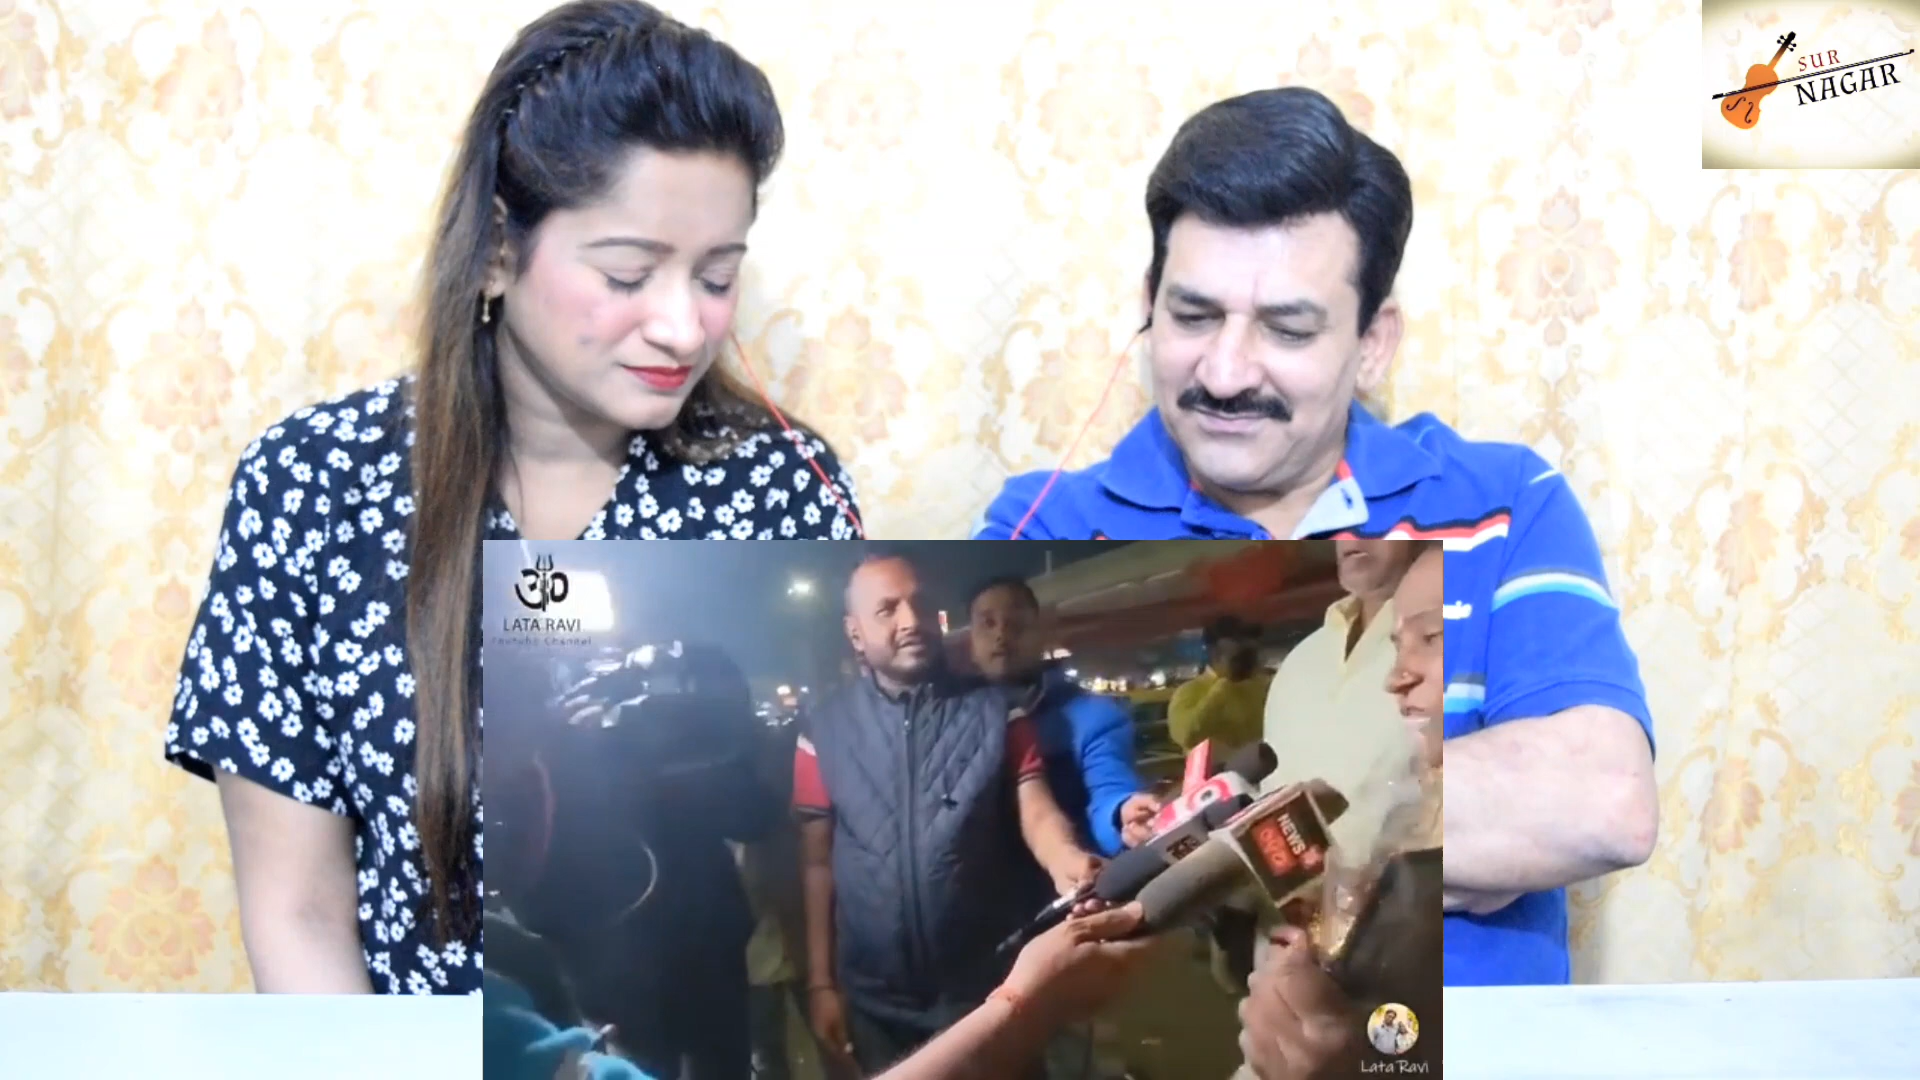 SUR
NAGAR
LATA RAVI
Youtube Channel
NEWS
Lata Ravi